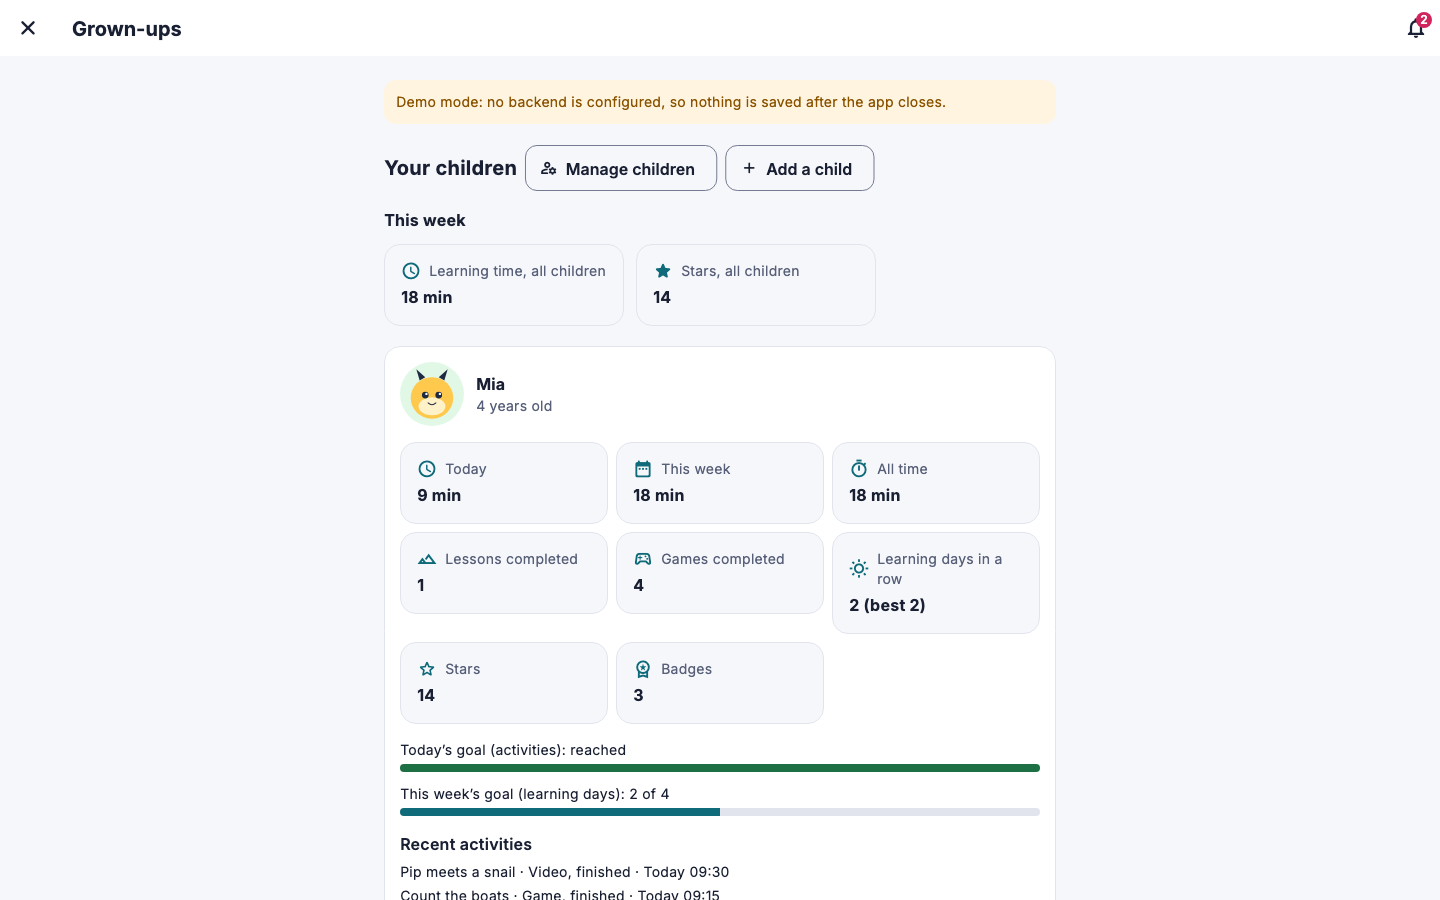 Grown-ups
2
Demo mode: no backend is configured, so nothing is saved after the app closes.
Your children
Manage children
Add a child
This week
Learning time, all children
18 min
Stars, all children
14
Mia
4 years old
Today
9 min
This week
18 min
All time
18 min
Lessons completed
1
Games completed
4
Learning days in a
row
2 (best 2)
Stars
14
Badges
3
Today’s goal (activities): reached
This week’s goal (learning days): 2 of 4
Recent activities
Pip meets a snail · Video, finished · Today 09:30
Count the boats · Game, finished · Today 09:15